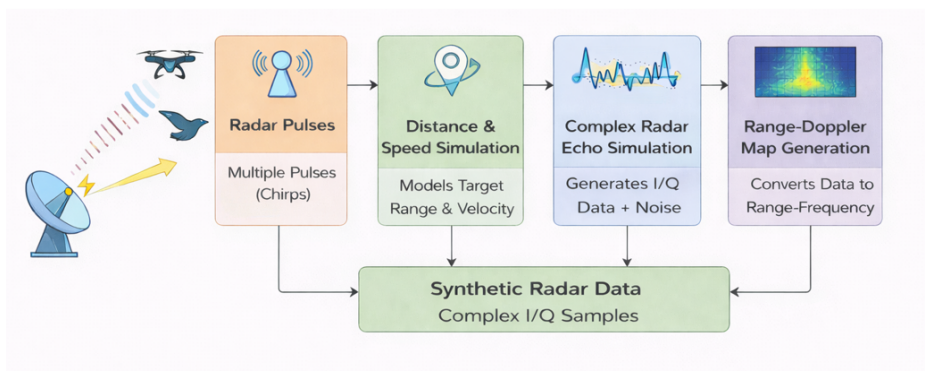 Radar Pulses
Multiple Pulses
(Chirps)
Distance &
Speed Simulation
Models Target
Range & Velocity
Complex Radar
Echo Simulation
Generates I/Q
Data + Noise
Range-Doppler
Map Generation
Converts Data to
Range-Frequency
Synthetic Radar Data
Complex I/Q Samples